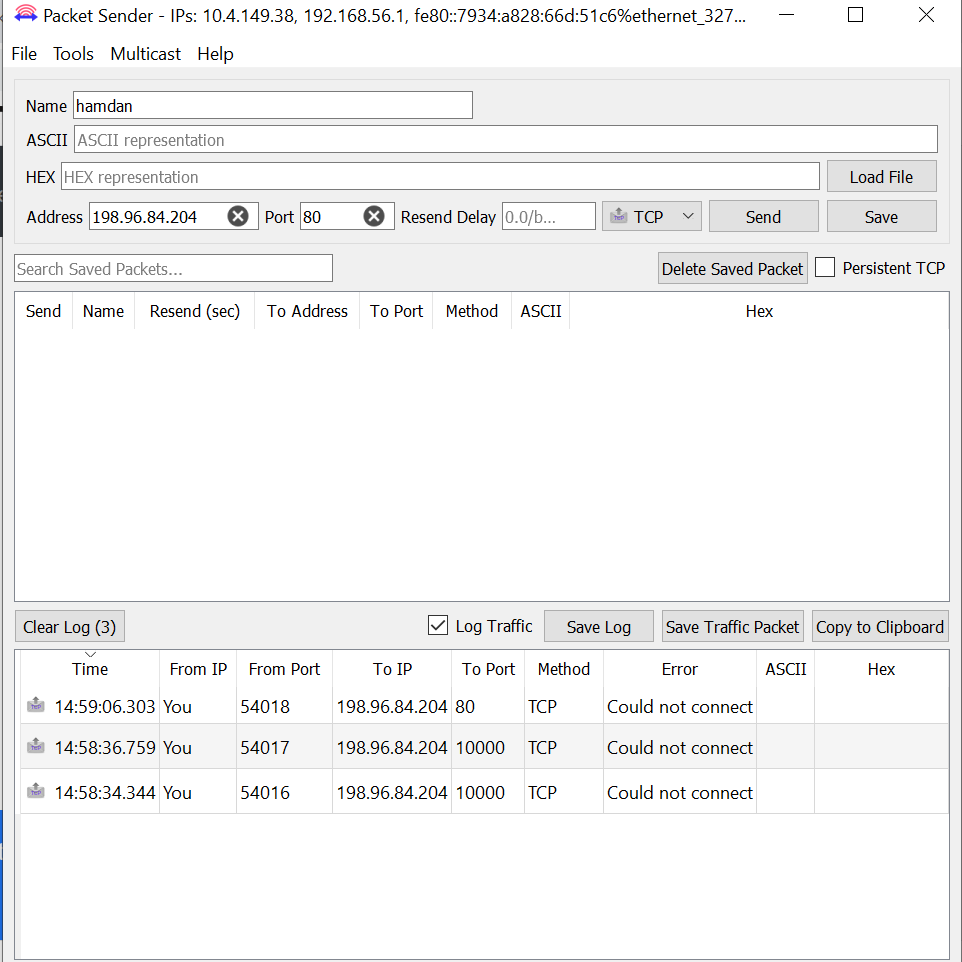 Packet Sender - IPs: 10.4.149.38, 192.168.56.1, fe80::7934:a828:66d:51c6%ethernet_327...
File Tools Multicast Help
Name hamdan
ASCII ASCII representation
HEX HEX representation Load File
Address 198.96.84.204 Port 80 Resend Delay 0.0/b... TCP Send Save
Search Saved Packets... Delete Saved Packet Persistent TCP
Send Name Resend (sec) To Address To Port Method ASCII Hex
Clear Log (3) Log Traffic Save Log Save Traffic Packet Copy to Clipboard
Time From IP From Port To IP To Port Method Error ASCII Hex
TCP 14:59:06.303 You 54018 198.96.84.204 80 TCP Could not connect
TCP 14:58:36.759 You 54017 198.96.84.204 10000 TCP Could not connect
TCP 14:58:34.344 You 54016 198.96.84.204 10000 TCP Could not connect